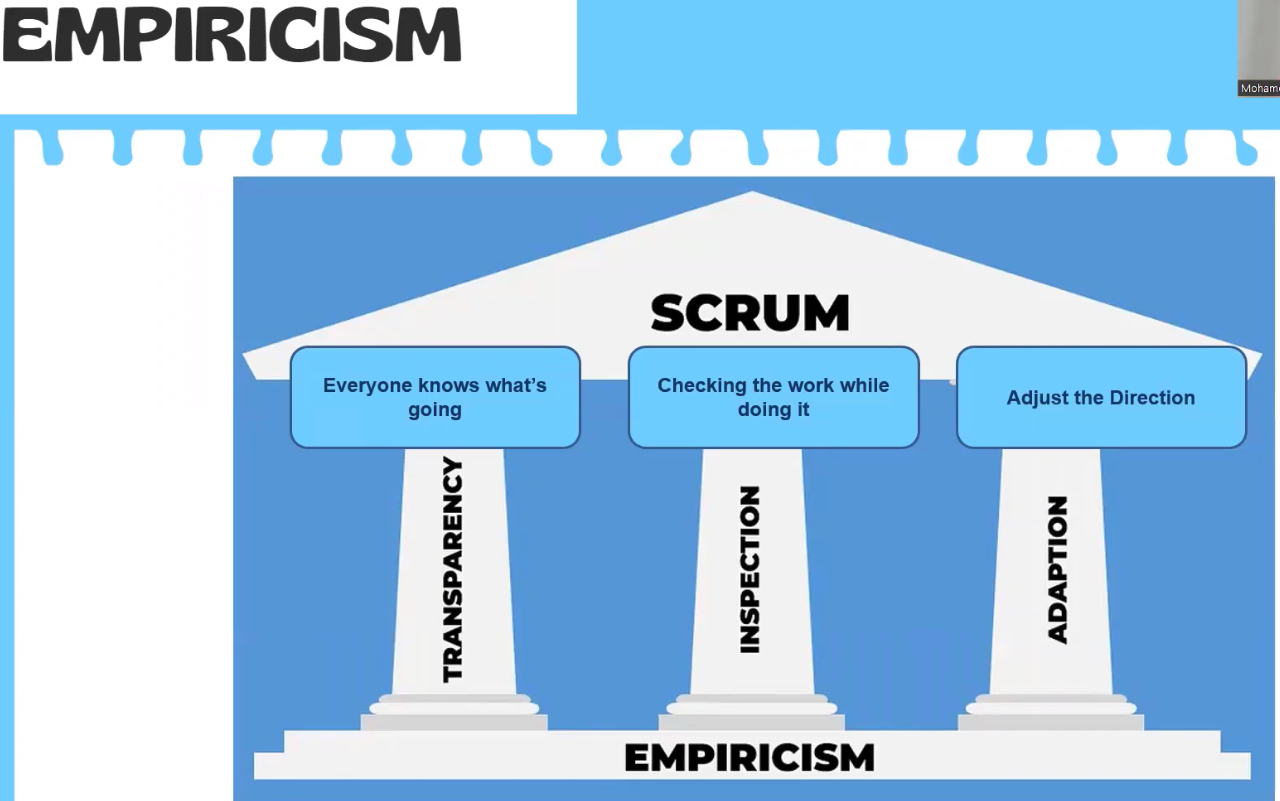 EMPIRICISM
SCRUM
Everyone knows what’s
going
Checking the work while
doing it
Adjust the Direction
TRANSPARENCY
INSPECTION
ADAPTION
EMPIRICISM